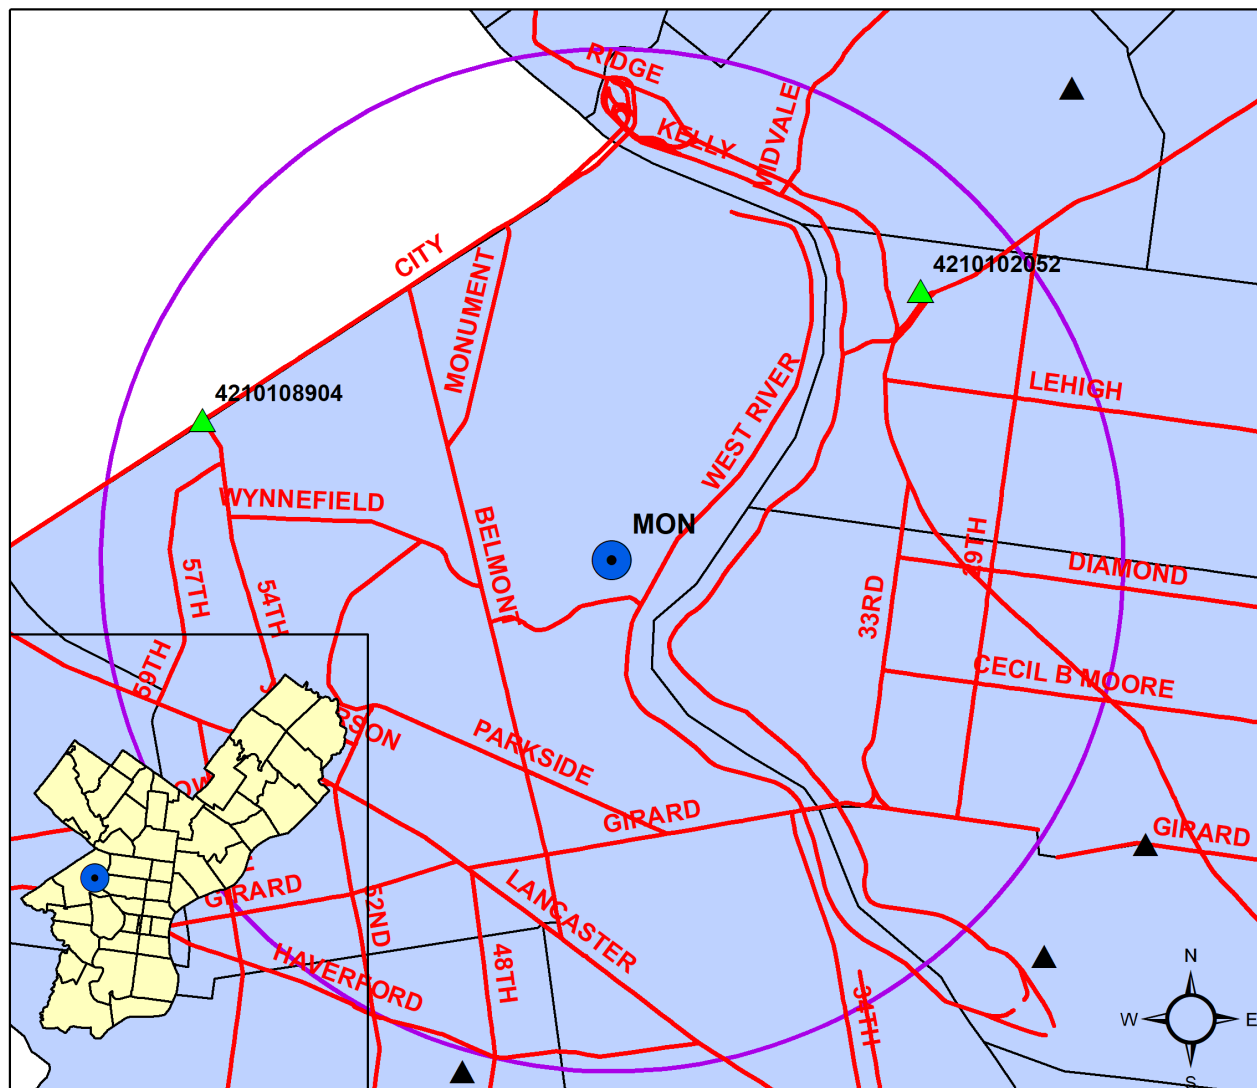 RIDGE
KELLY
MIDVALE
CITY
MONUMENT
4210102052
4210108904
LEHIGH
WEST RIVER
WYNNEFIELD
MON
BELMONT
29TH
DIAMOND
57TH
54TH
33RD
59TH
CECIL B MOORE
PARKSIDE
GIRARD
GIRARD
GIRARD
LANCASTER
52ND
48TH
HAVERFORD
34TH
N
W
E
S